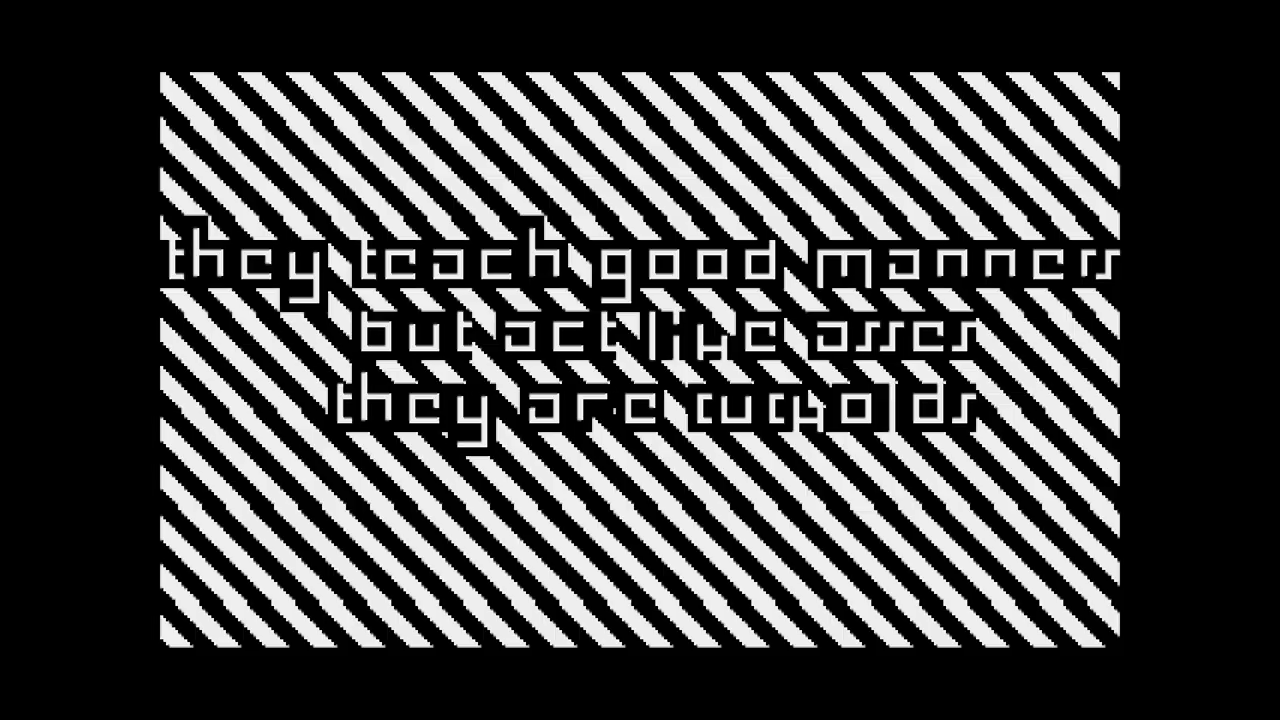 they teach good manners
but act like asses
they are cuckolds